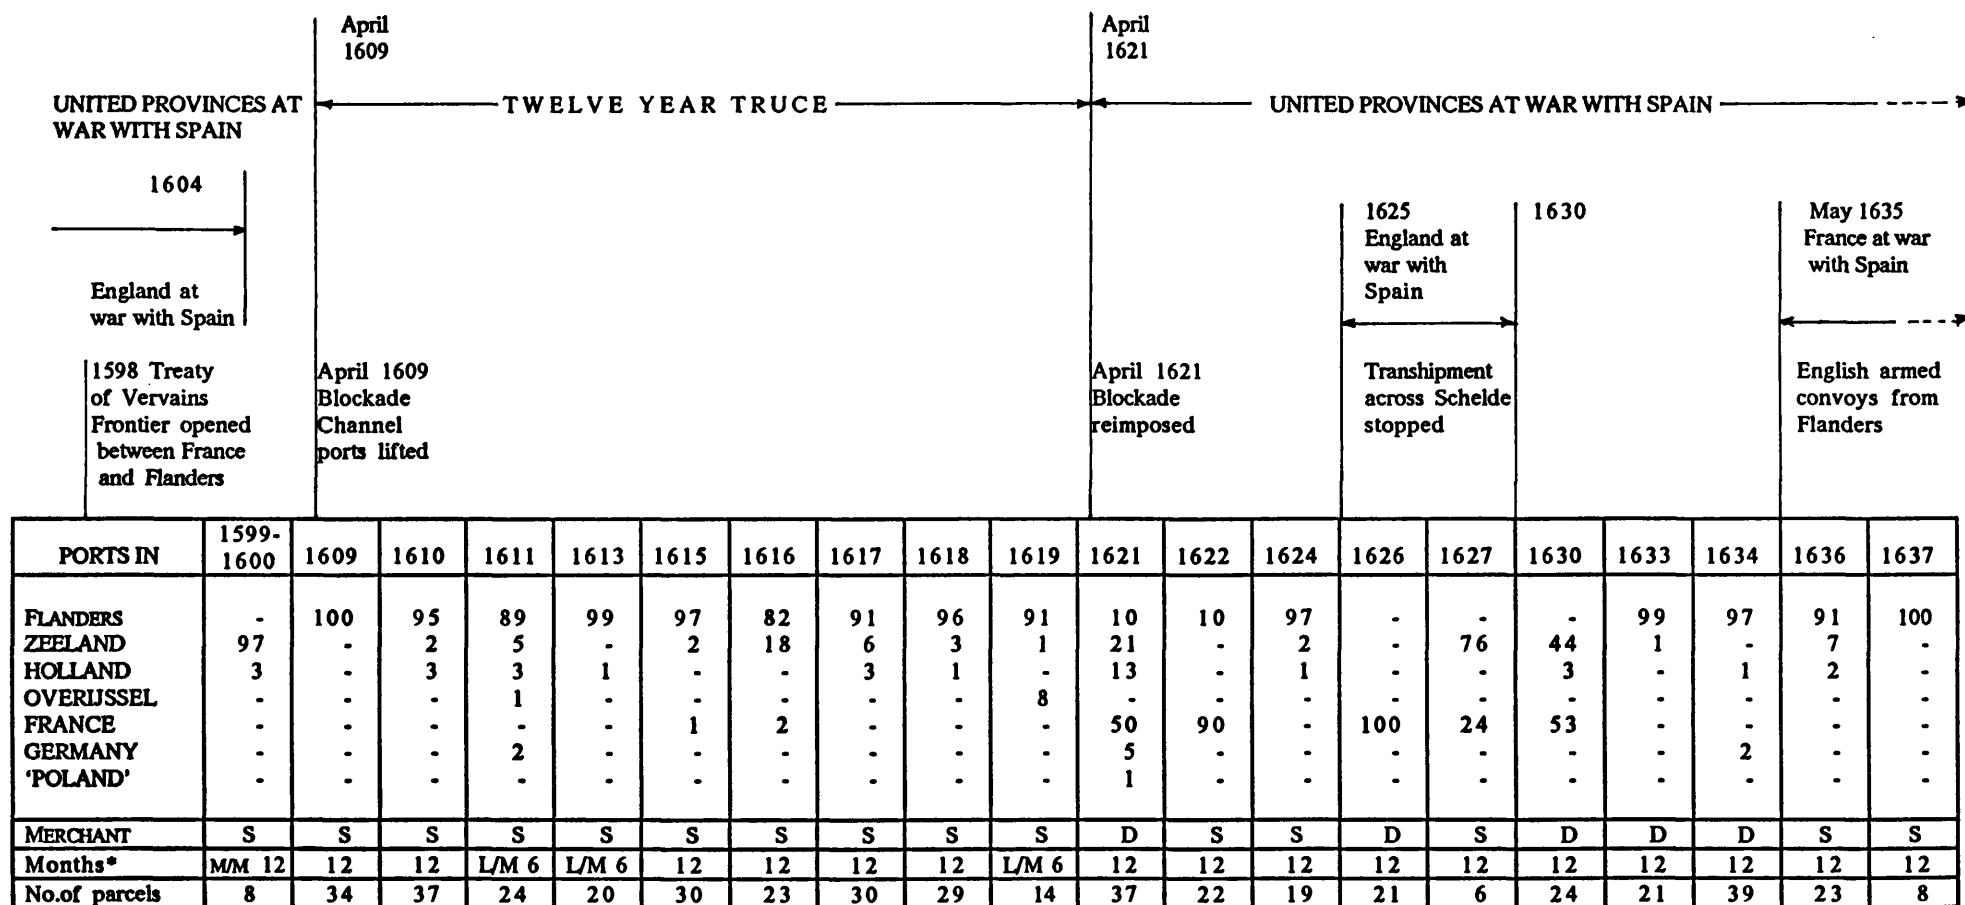 April
1609
April
1621
UNITED PROVINCES AT
WAR WITH SPAIN
TWELVE YEAR TRUCE
UNITED PROVINCES AT WAR WITH SPAIN
1604
England at
war with Spain
1625
England at
war with
Spain
1630
May 1635
France at war
with Spain
1598 Treaty
of Vervains
Frontier opened
between France
and Flanders
April 1609
Blockade
Channel
ports lifted
April 1621
Blockade
reimposed
Transhipment
across Schelde
stopped
English armed
convoys from
Flanders
PORTS IN 1599-1600 1609 1610 1611 1613 1615 1616 1617 1618 1619 1621 1622 1624 1626 1627 1630 1633 1634 1636 1637
FLANDERS - 100 95 89 99 97 82 91 96 91 10 10 97 - - - 99 97 91 100
ZEELAND 97 - 2 5 - 2 18 6 3 1 21 - 2 - 76 44 1 - 7 -
HOLLAND 3 - 3 3 1 - - 3 1 - 13 - 1 - - 3 - 1 2 -
OVERIJSSEL - - - 1 - - - - - 8 - - - - - - - - - -
FRANCE - - - - - 1 2 - - - 50 90 - 100 24 53 - - - -
GERMANY - - - 2 - - - - - - 5 - - - - - - 2 - -
'POLAND' - - - - - - - - - - 1 - - - - - - - - -
MERCHANT S S S S S S S S S S D S S D S D D D S S
Months* M/M 12 12 12 L/M 6 L/M 6 12 12 12 12 L/M 6 12 12 12 12 12 12 12 12 12 12
No.of parcels 8 34 37 24 20 30 23 30 29 14 37 22 19 21 6 24 21 39 23 8